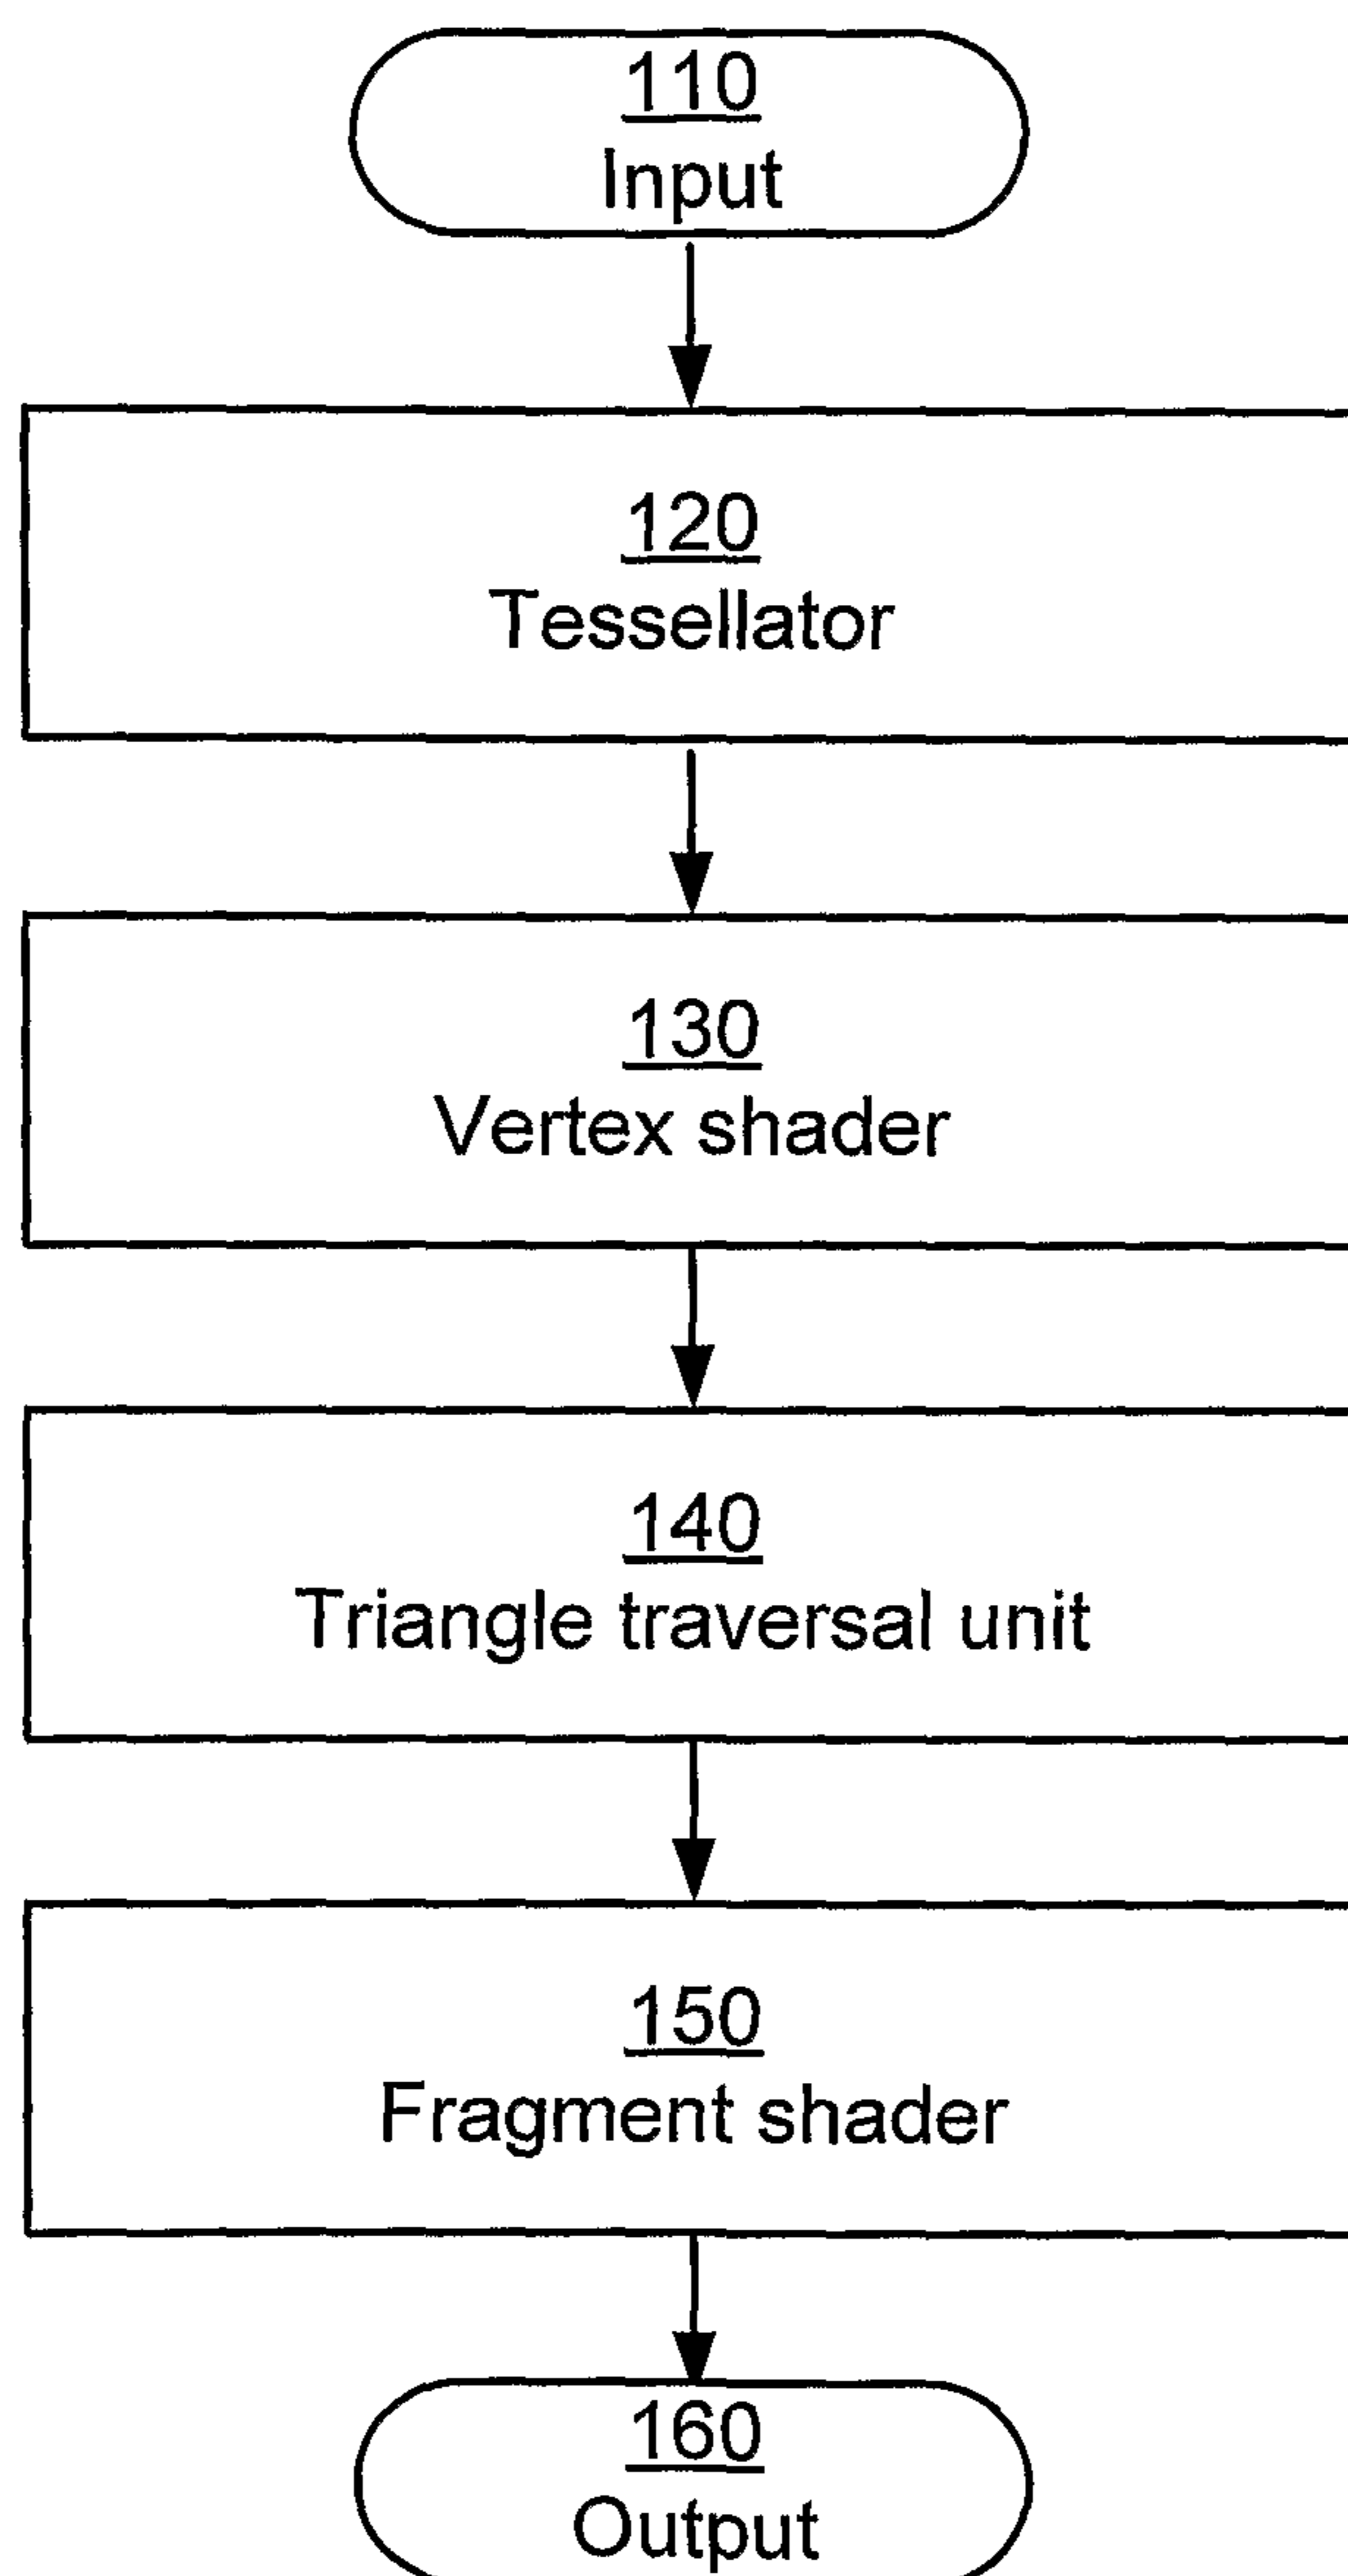 110
Input
120
Tessellator
130
Vertex shader
140
Triangle traversal unit
150
Fragment shader
160
Output